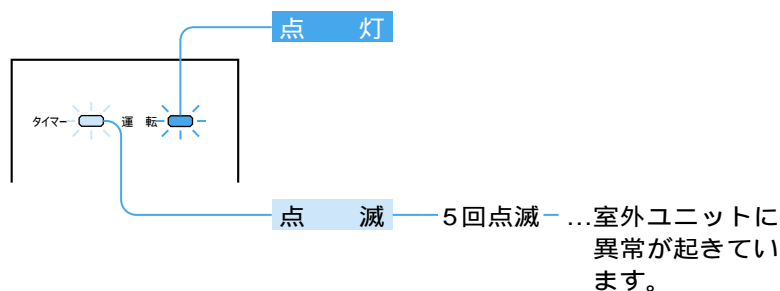 点 灯
タイマー 運 転
点 滅 5回点滅 …室外ユニットに
異常が起きてい
ます。